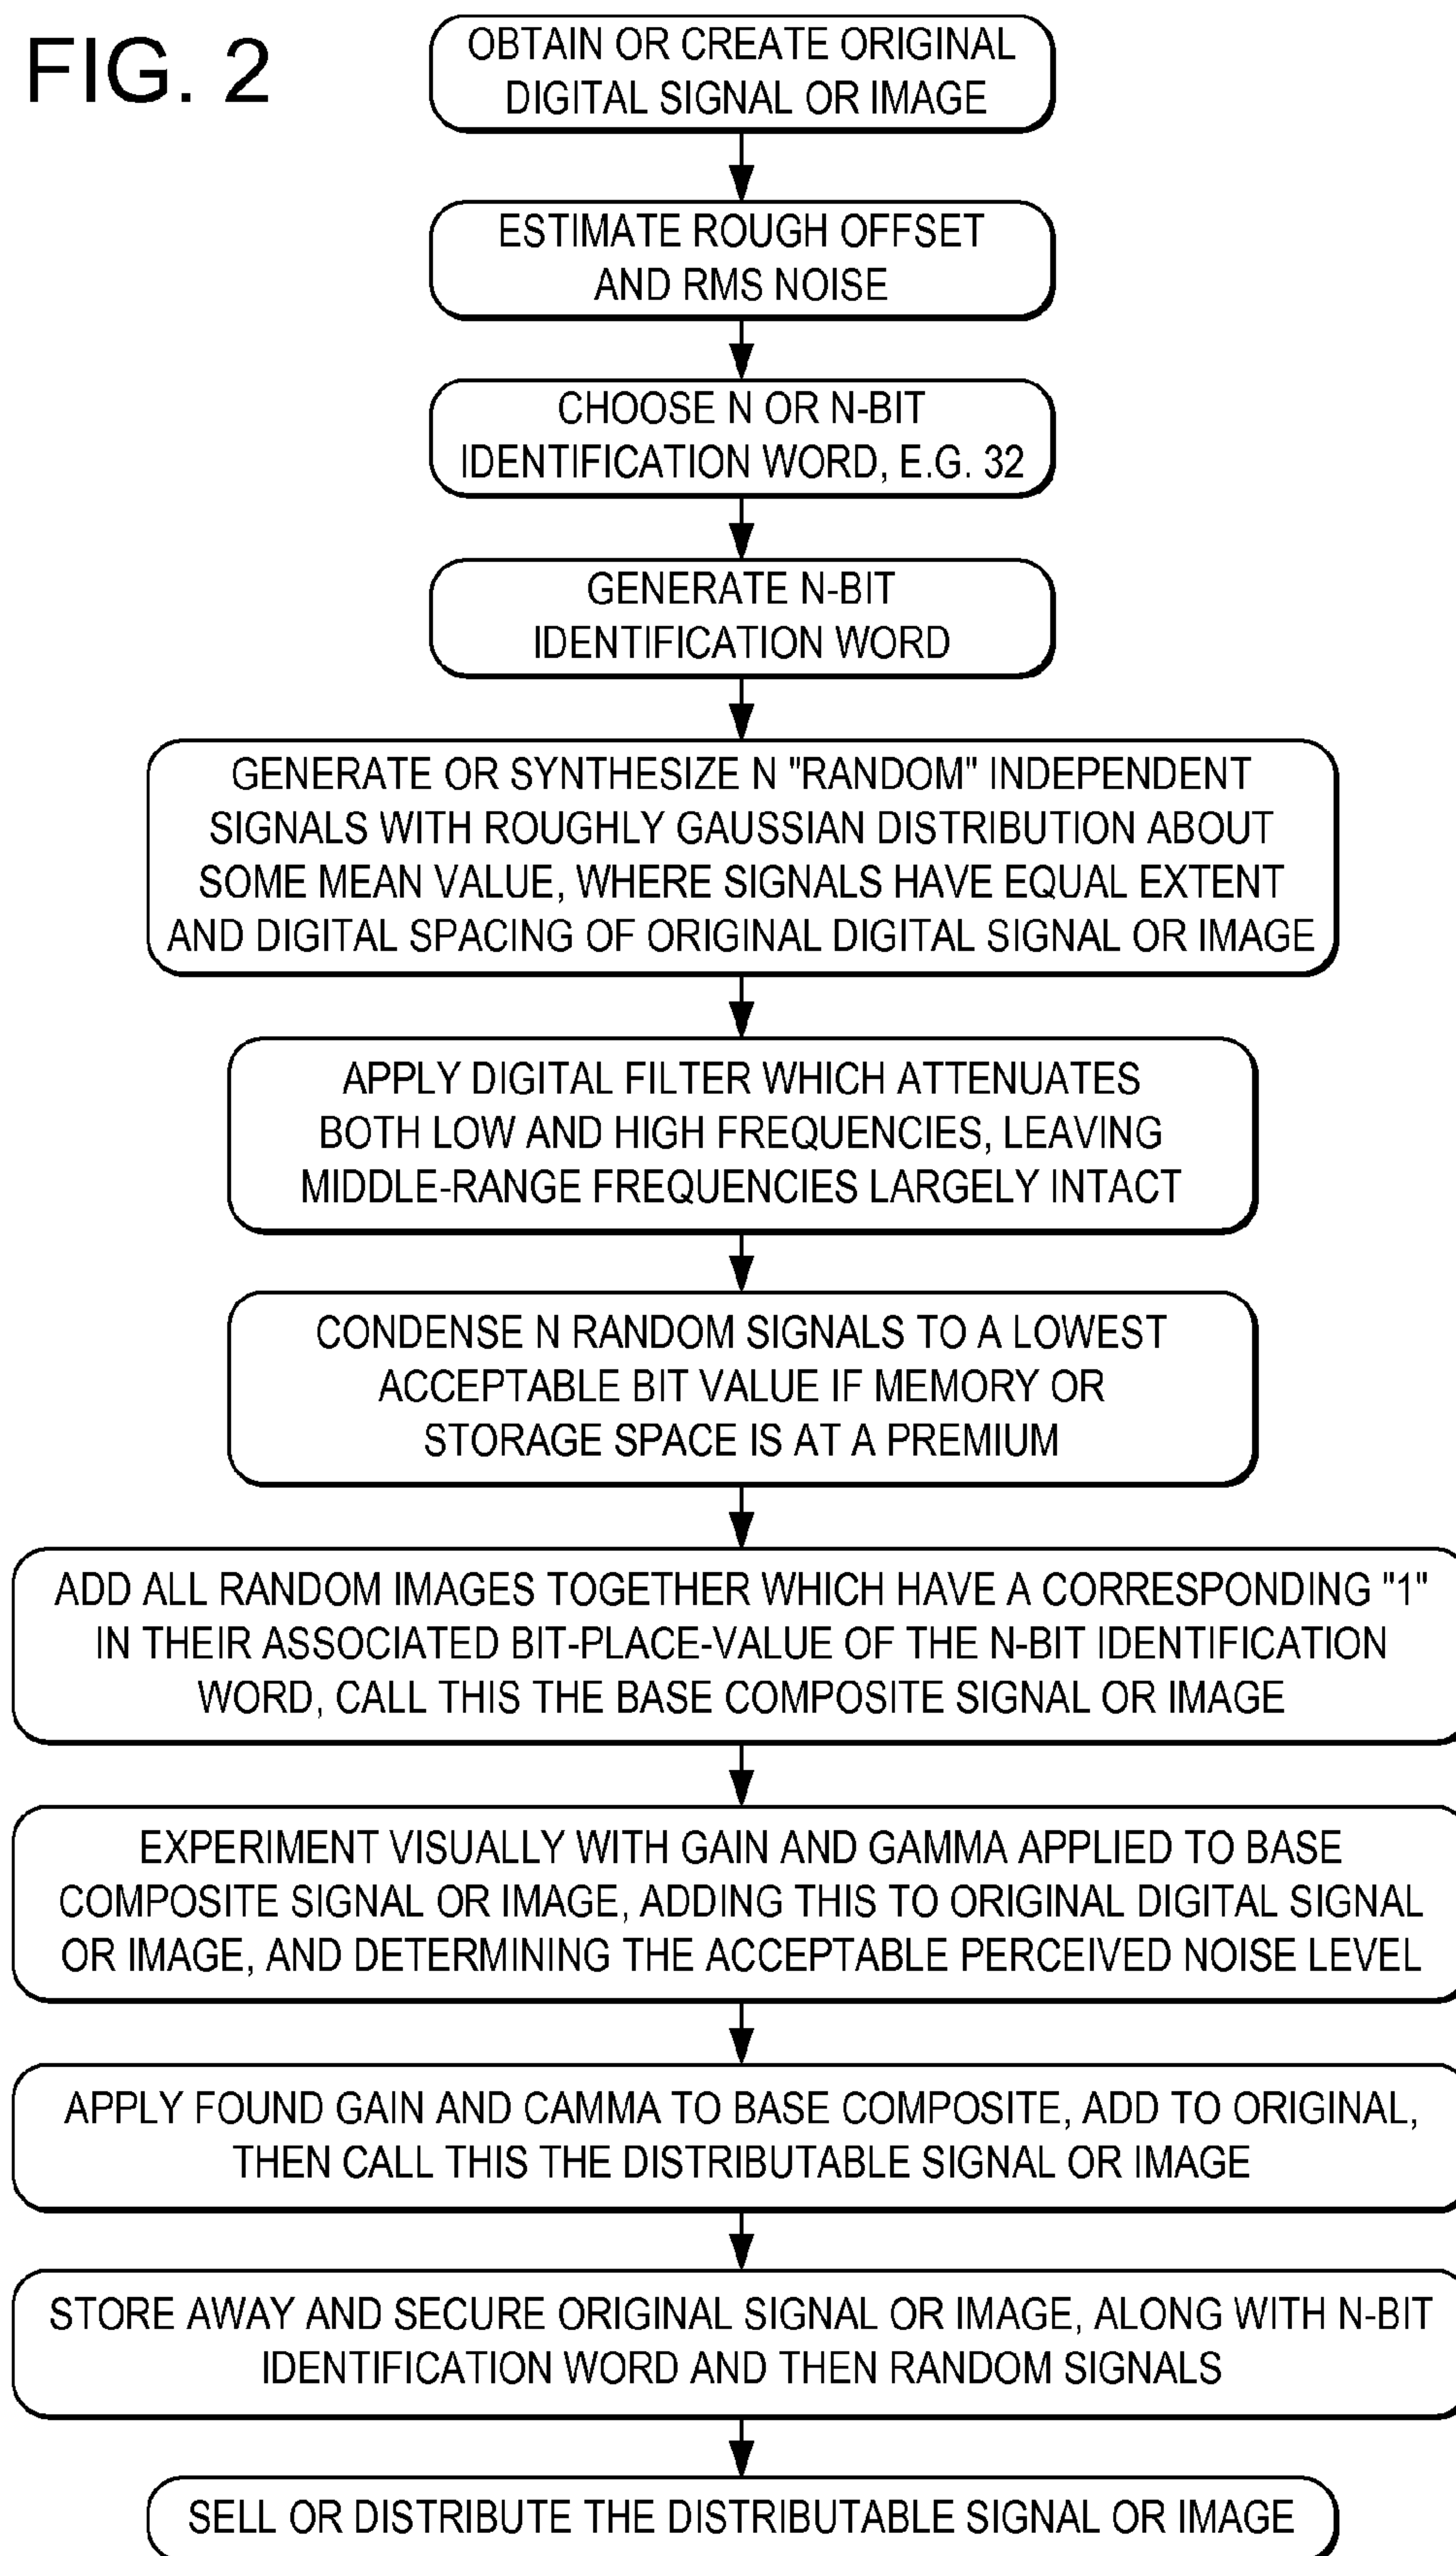 FIG. 2
OBTAIN OR CREATE ORIGINAL
DIGITAL SIGNAL OR IMAGE
ESTIMATE ROUGH OFFSET
AND RMS NOISE
CHOOSE N OR N-BIT
IDENTIFICATION WORD, E.G. 32
GENERATE N-BIT
IDENTIFICATION WORD
GENERATE OR SYNTHESIZE N "RANDOM" INDEPENDENT
SIGNALS WITH ROUGHLY GAUSSIAN DISTRIBUTION ABOUT
SOME MEAN VALUE, WHERE SIGNALS HAVE EQUAL EXTENT
AND DIGITAL SPACING OF ORIGINAL DIGITAL SIGNAL OR IMAGE
APPLY DIGITAL FILTER WHICH ATTENUATES
BOTH LOW AND HIGH FREQUENCIES, LEAVING
MIDDLE-RANGE FREQUENCIES LARGELY INTACT
CONDENSE N RANDOM SIGNALS TO A LOWEST
ACCEPTABLE BIT VALUE IF MEMORY OR
STORAGE SPACE IS AT A PREMIUM
ADD ALL RANDOM IMAGES TOGETHER WHICH HAVE A CORRESPONDING "1"
IN THEIR ASSOCIATED BIT-PLACE-VALUE OF THE N-BIT IDENTIFICATION
WORD, CALL THIS THE BASE COMPOSITE SIGNAL OR IMAGE
EXPERIMENT VISUALLY WITH GAIN AND GAMMA APPLIED TO BASE
COMPOSITE SIGNAL OR IMAGE, ADDING THIS TO ORIGINAL DIGITAL SIGNAL
OR IMAGE, AND DETERMINING THE ACCEPTABLE PERCEIVED NOISE LEVEL
APPLY FOUND GAIN AND CAMMA TO BASE COMPOSITE, ADD TO ORIGINAL,
THEN CALL THIS THE DISTRIBUTABLE SIGNAL OR IMAGE
STORE AWAY AND SECURE ORIGINAL SIGNAL OR IMAGE, ALONG WITH N-BIT
IDENTIFICATION WORD AND THEN RANDOM SIGNALS
SELL OR DISTRIBUTE THE DISTRIBUTABLE SIGNAL OR IMAGE